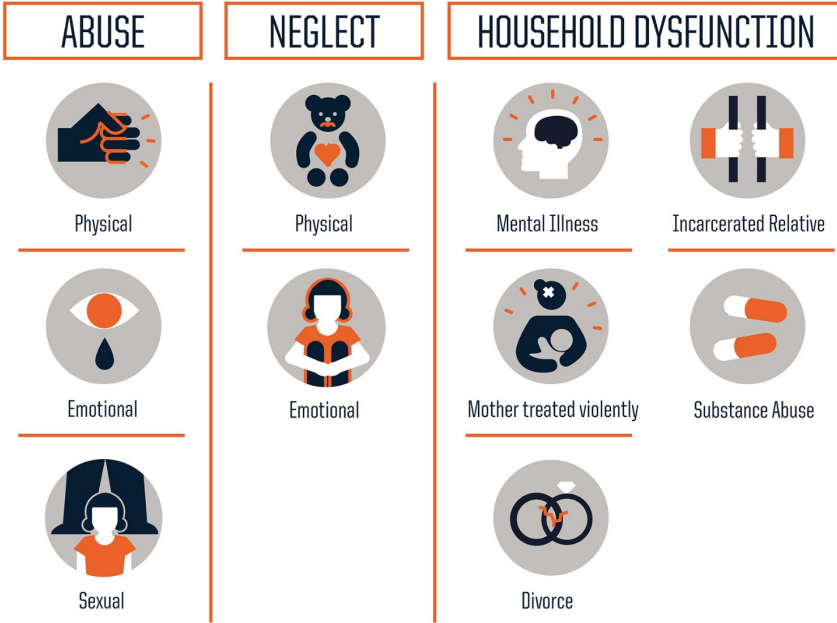 ABUSE
Physical
Emotional
Sexual
NEGLECT
Physical
Emotional
HOUSEHOLD DYSFUNCTION
Mental Illness
Incarcerated Relative
Mother treated violently
Substance Abuse
Divorce